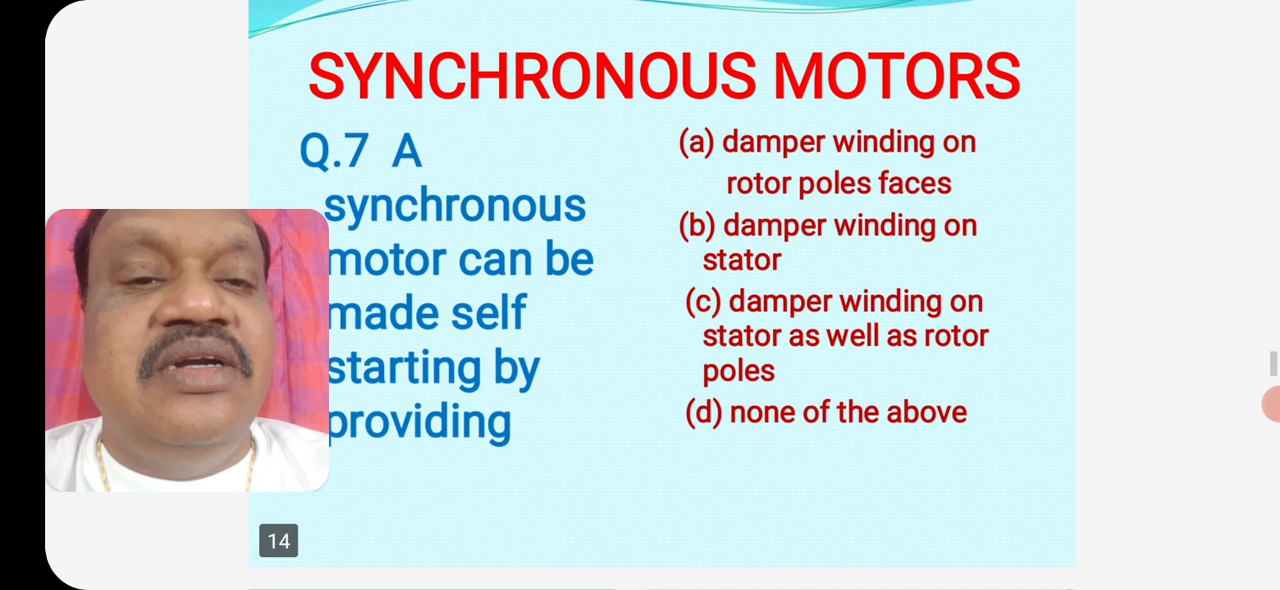 SYNCHRONOUS MOTORS
Q.7 A
synchronous
motor can be
made self
starting by
providing
(a) damper winding on
rotor poles faces
(b) damper winding on
stator
(c) damper winding on
stator as well as rotor
poles
(d) none of the above
14